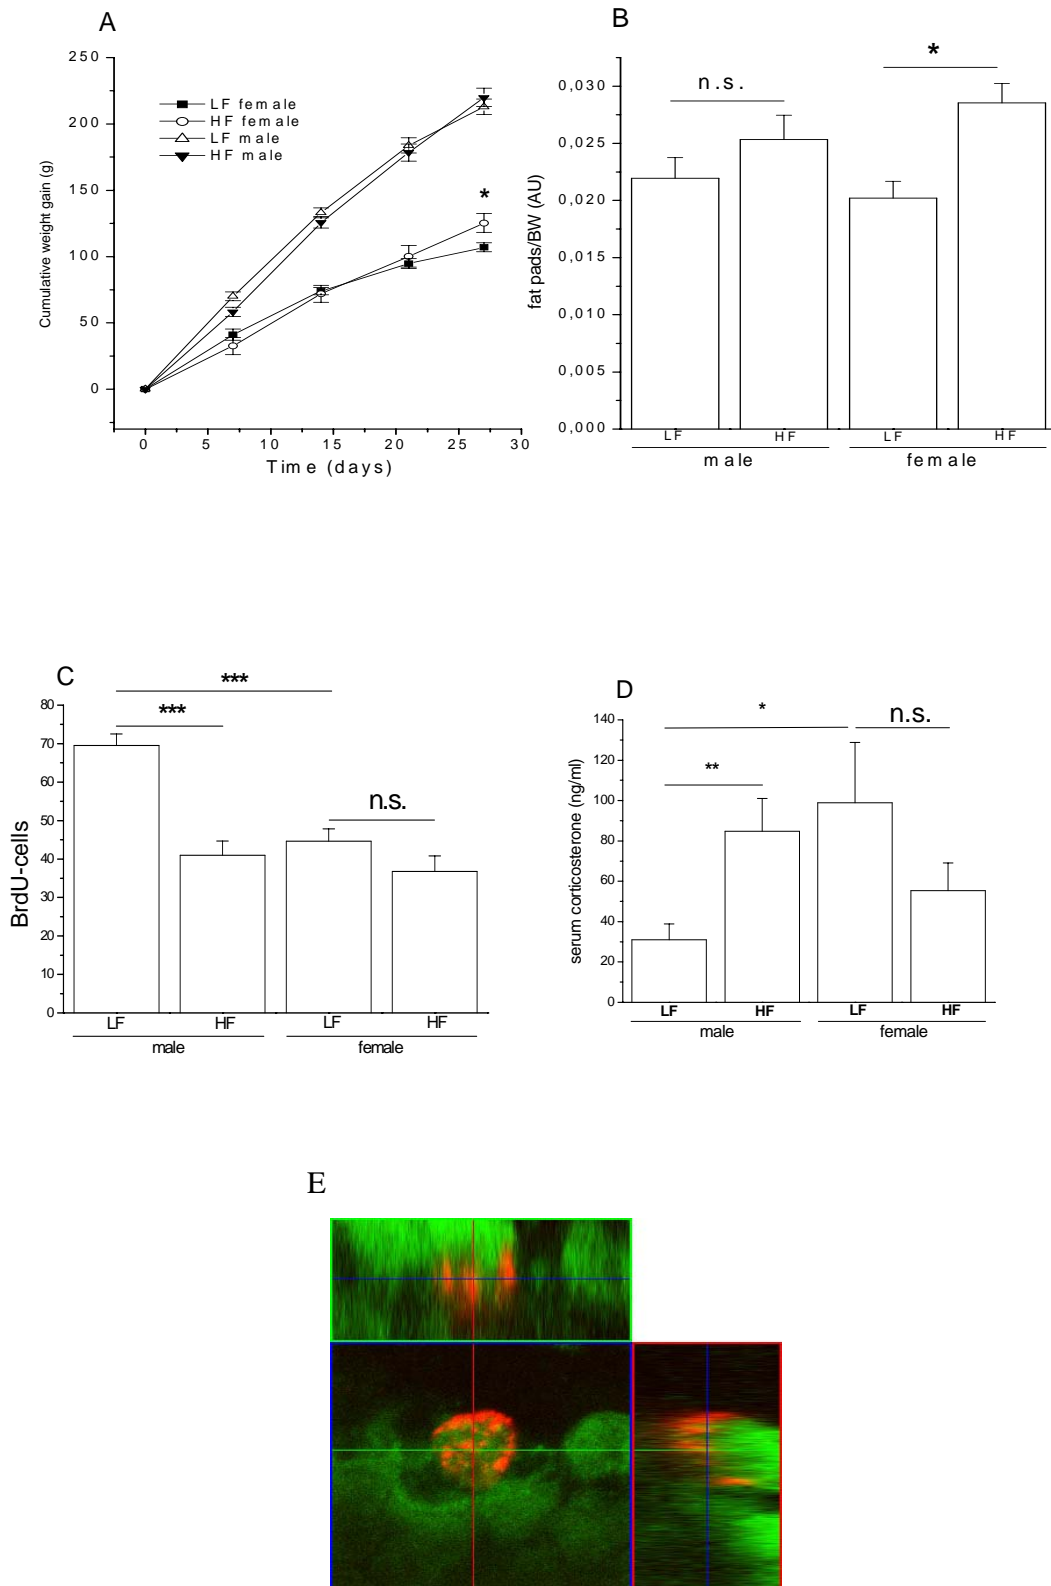 A
250
200
150
100
50
0
LF female
HF female
LF male
HF male
*
Cumulative weight gain (g)
0 5 10 15 20 25 30
Time (days)
B
0,030
0,025
0,020
0,015
0,010
0,005
0,000
n.s.
*
fat pads/BW (AU)
LF HF LF HF
male female
C
80
70
60
50
40
30
20
10
0
***
***
n.s.
BrdU-cells
LF HF LF HF
male female
D
140
120
100
80
60
40
20
0
*
n.s.
**
serum corticosterone (ng/ml)
LF HF LF HF
male female
E